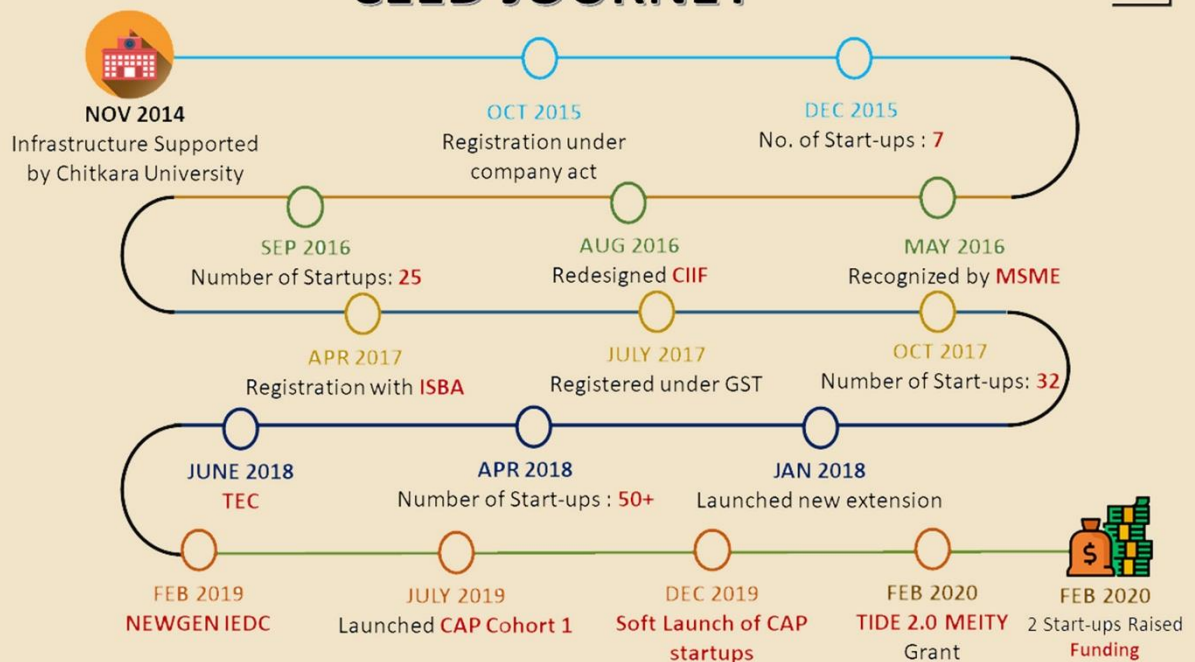 JOURNEY
NOV 2014
Infrastructure Supported
by Chitkara University
OCT 2015
Registration under
company act
DEC 2015
No. of Start-ups : 7
SEP 2016
Number of Startups: 25
AUG 2016
Redesigned CIIF
MAY 2016
Recognized by MSME
APR 2017
Registration with ISBA
JULY 2017
Registered under GST
OCT 2017
Number of Start-ups: 32
JUNE 2018
TEC
APR 2018
Number of Start-ups : 50+
JAN 2018
Launched new extension
FEB 2019
NEWGEN IEDC
JULY 2019
Launched CAP Cohort 1
DEC 2019
Soft Launch of CAP
startups
FEB 2020
TIDE 2.0 MEITY
Grant
$
FEB 2020
2 Start-ups Raised
Funding